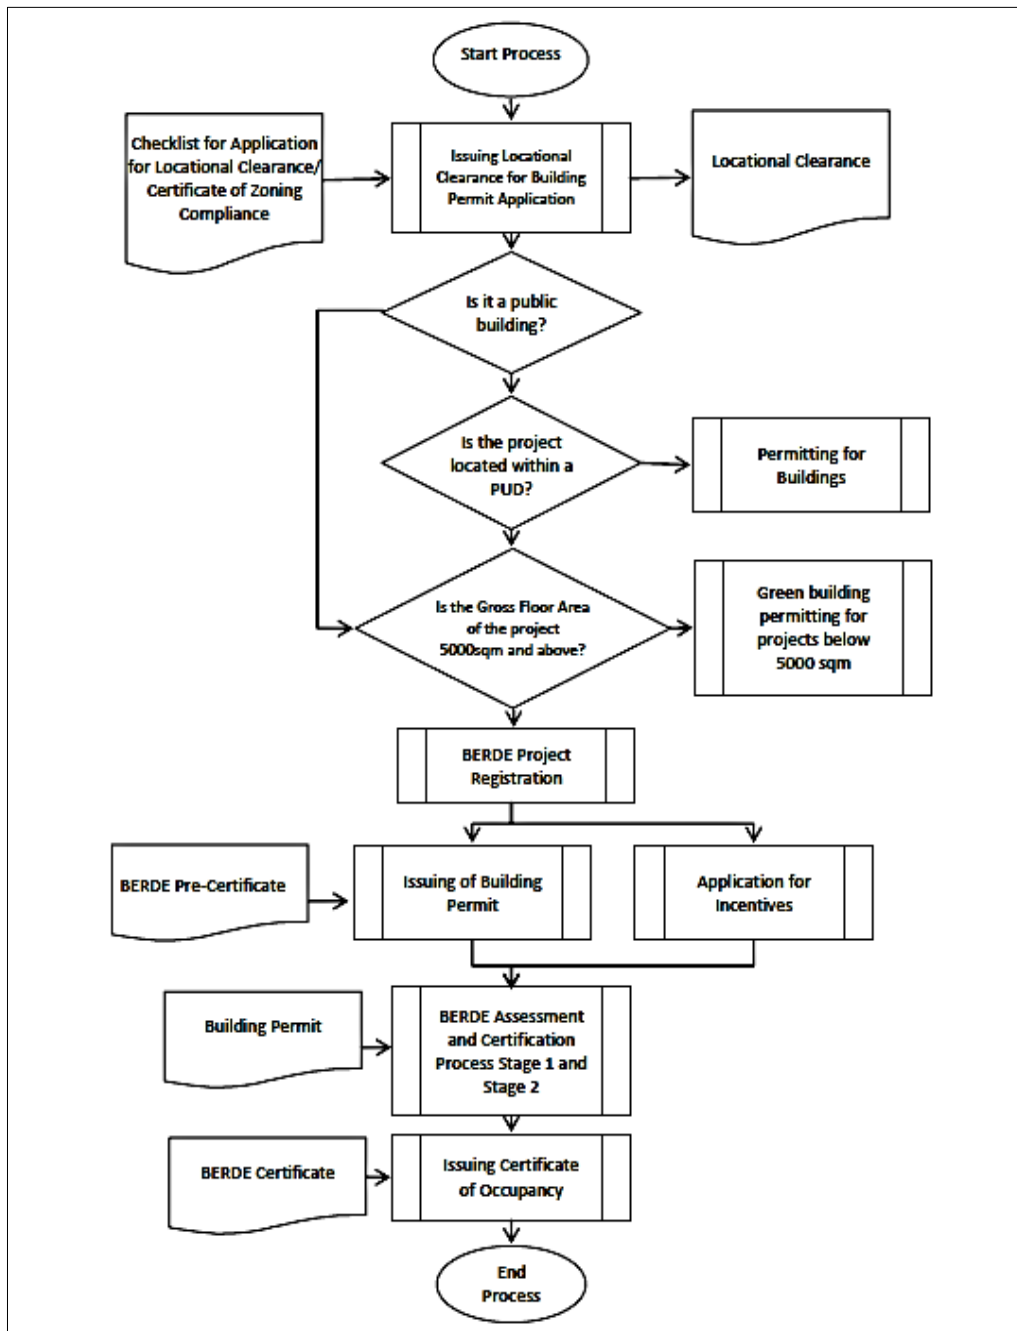 Start Process
Checklist for Application
for Locational Clearance/
Certificate of Zoning
Compliance
Issuing Locational
Clearance for Building
Permit Application
Locational Clearance
Is it a public
building?
Is the project
located within a
PUD?
Permitting for
Buildings
Is the Gross Floor Area
of the project
5000sqm and above?
Green building
permitting for
projects below
5000 sqm
BERDE Project
Registration
BERDE Pre-Certificate
Issuing of Building
Permit
Application for
Incentives
Building Permit
BERDE Assessment
and Certification
Process Stage 1 and
Stage 2
BERDE Certificate
Issuing Certificate
of Occupancy
End
Process